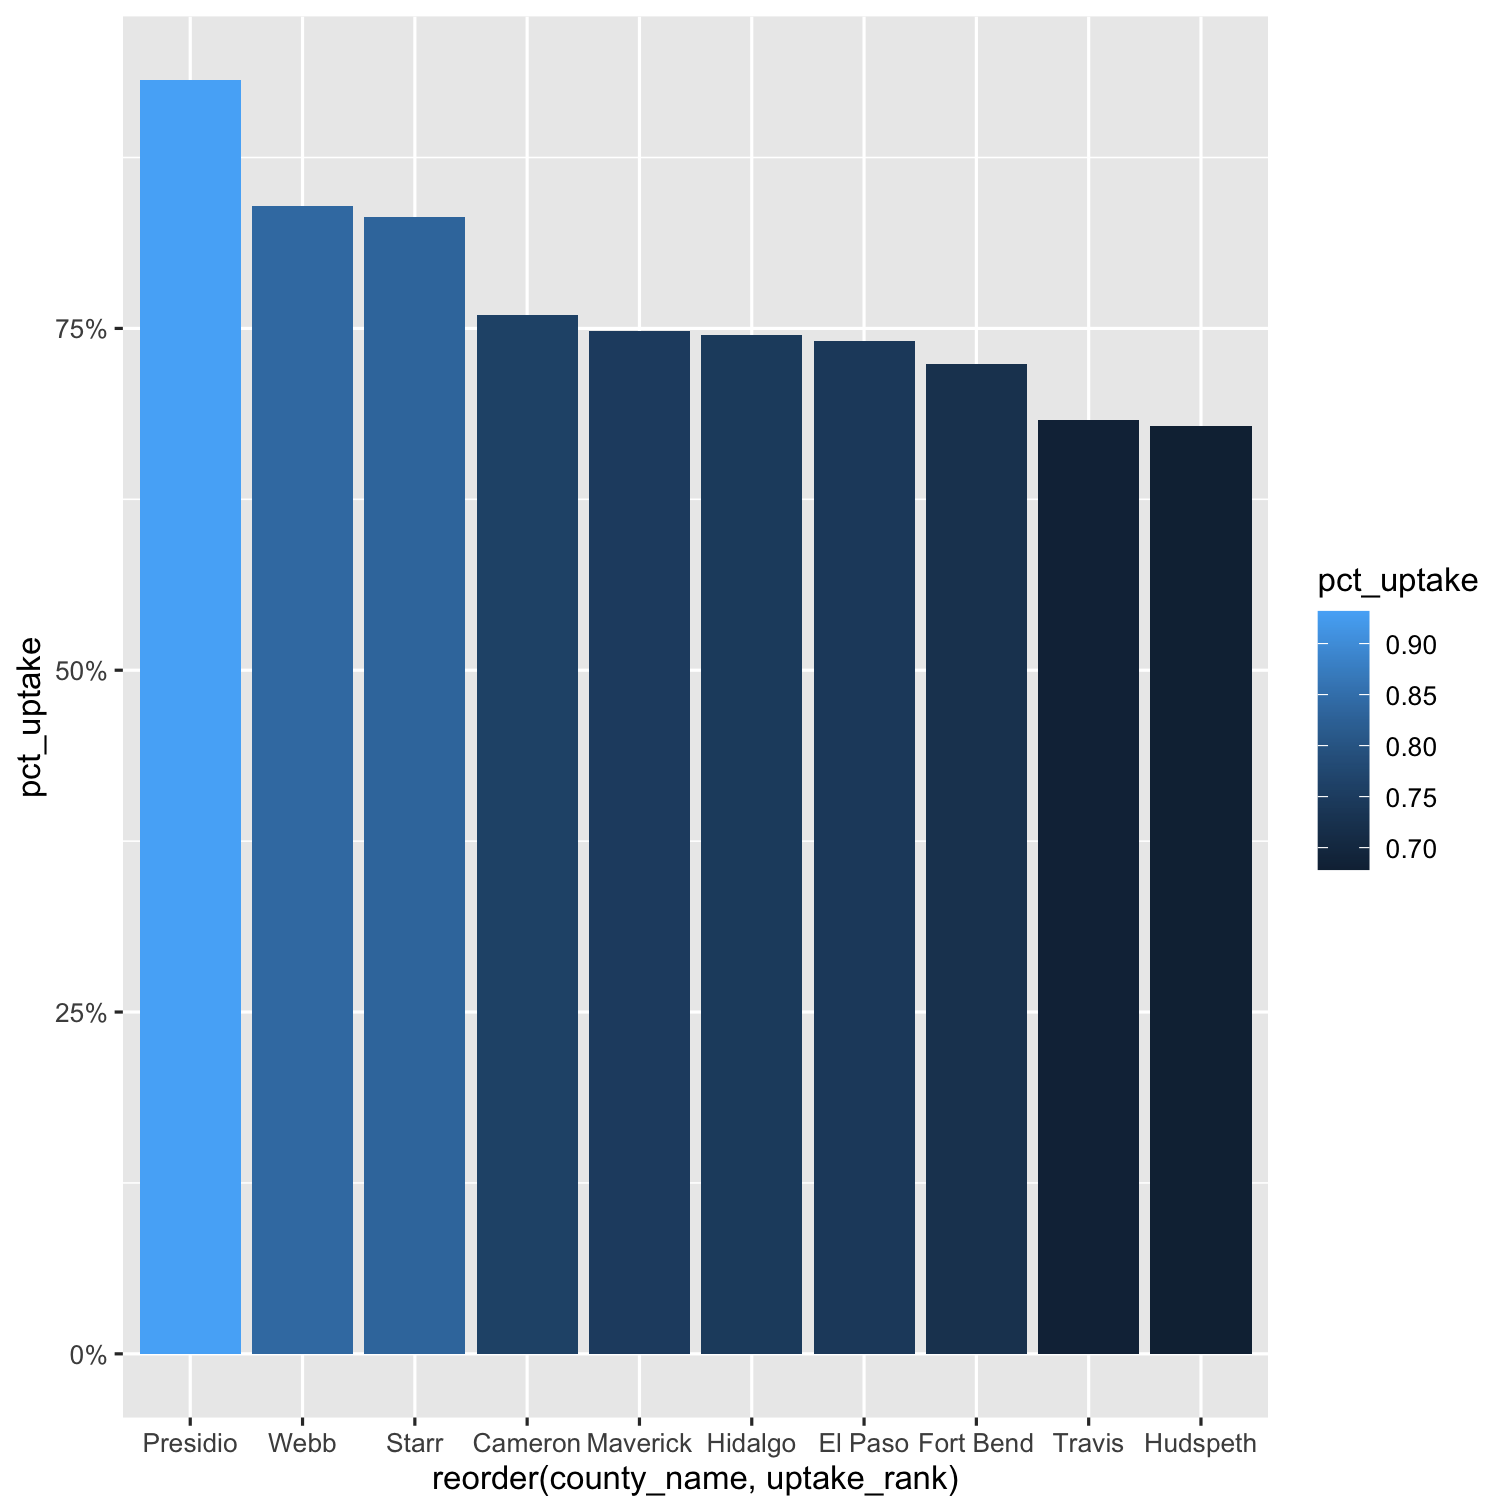 75%
50%
25%
0%
pct_uptake
Presidio Webb Starr Cameron Maverick Hidalgo El Paso Fort Bend Travis Hudspeth
reorder(county_name, uptake_rank)
pct_uptake
0.90
0.85
0.80
0.75
0.70